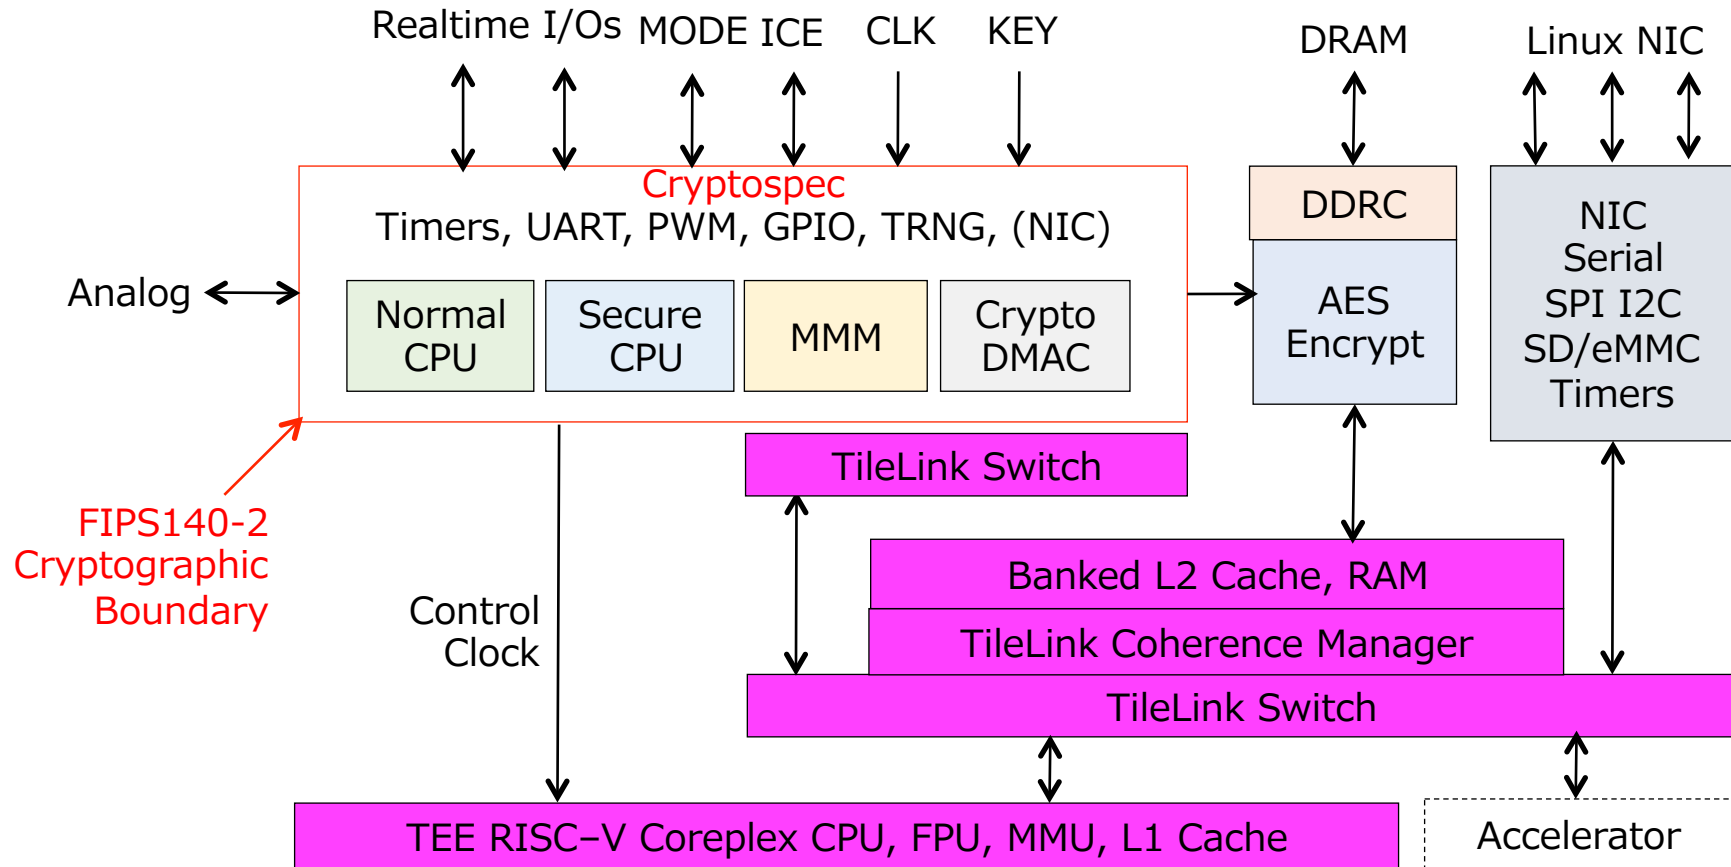 Realtime I/Os MODE ICE CLK KEY DRAM Linux NIC
Cryptospec
Timers, UART, PWM, GPIO, TRNG, (NIC)
Analog
Normal
CPU
Secure
CPU
MMM
Crypto
DMAC
DDRC
AES
Encrypt
NIC
Serial
SPI I2C
SD/eMMC
Timers
FIPS140-2
Cryptographic
Boundary
TileLink Switch
Control
Clock
Banked L2 Cache, RAM
TileLink Coherence Manager
TileLink Switch
TEE RISC–V Coreplex CPU, FPU, MMU, L1 Cache
Accelerator